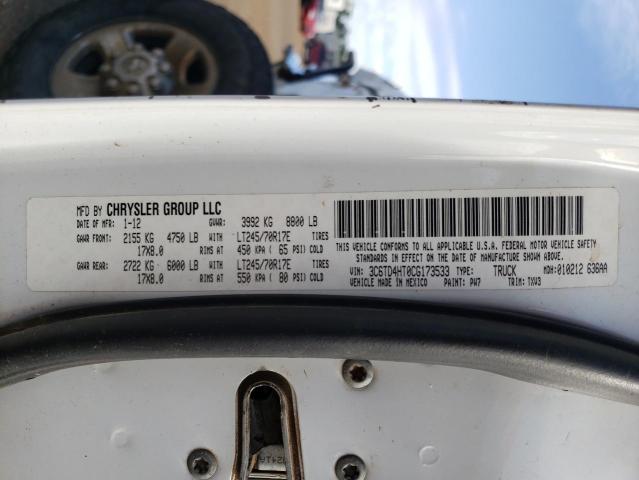 MFD BY CHRYSLER GROUP LLC
DATE OF MFR: 1-12 GVWR: 3992 KG 8800 LB
GAWR FRONT: 2155 KG 4750 LB WITH LT245/70R17E TIRES
17X8.0 RIMS AT 450 KPA ( 65 PSI) COLD
GAWR REAR: 2722 KG 6000 LB WITH LT245/70R17E TIRES
17X8.0 RIMS AT 550 KPA ( 80 PSI) COLD
THIS VEHICLE CONFORMS TO ALL APPLICABLE U.S.A. FEDERAL MOTOR VEHICLE SAFETY
STANDARDS IN EFFECT ON THE DATE OF MANUFACTURE SHOWN ABOVE.
VIN: 3C6TD4HT0CG173533 TYPE: TRUCK MDH: 010212 636AA
VEHICLE MADE IN MEXICO PAINT: PW7 TRIM: TXV3